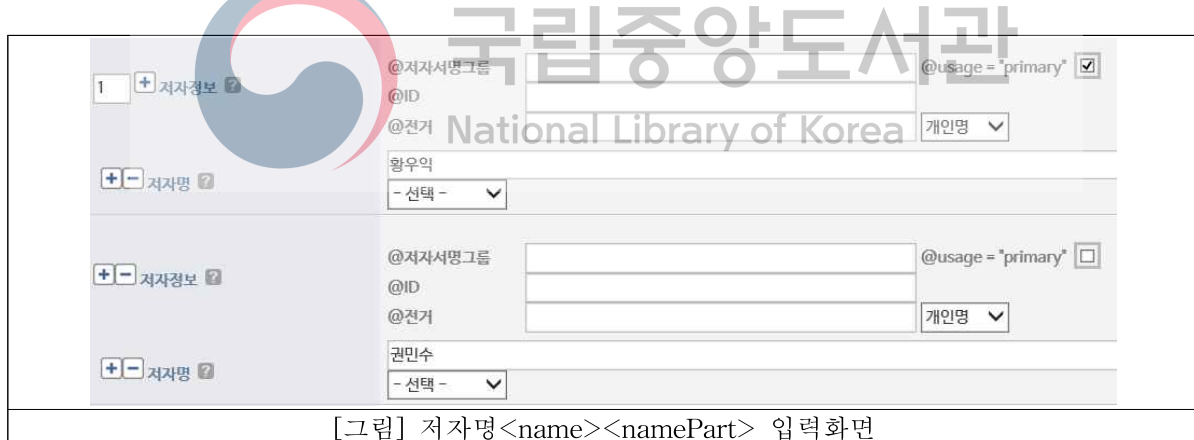 국립중앙도서관
National Library of Korea
@저자서명그룹 @usage = "primary"
1 저자정보
@ID
@전거 개인명
황우익
저자명
- 선택 -
@저자서명그룹 @usage = "primary"
저자정보
@ID
@전거 개인명
권민수
저자명
- 선택 -
[그림] 저자명<name><namePart> 입력화면